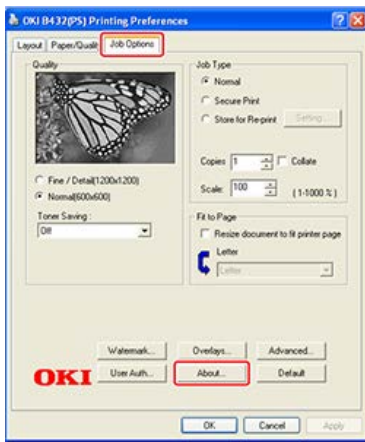 OKI B432(PS) Printing Preferences
Layout
Paper/Quality
Job Options
Quality
Fine / Detail(1200x1200)
Normal(600x600)
Toner Saving :
Off
Job Type
Normal
Secure Print
Store for Re-print
Setting...
Copies
1
Collate
Scale:
100
(1-1000 %)
Fit to Page
Resize document to fit printer page
Letter
Letter
Watermark...
Overlays...
Advanced...
OKI
User Auth...
About...
Default
OK
Cancel
Apply